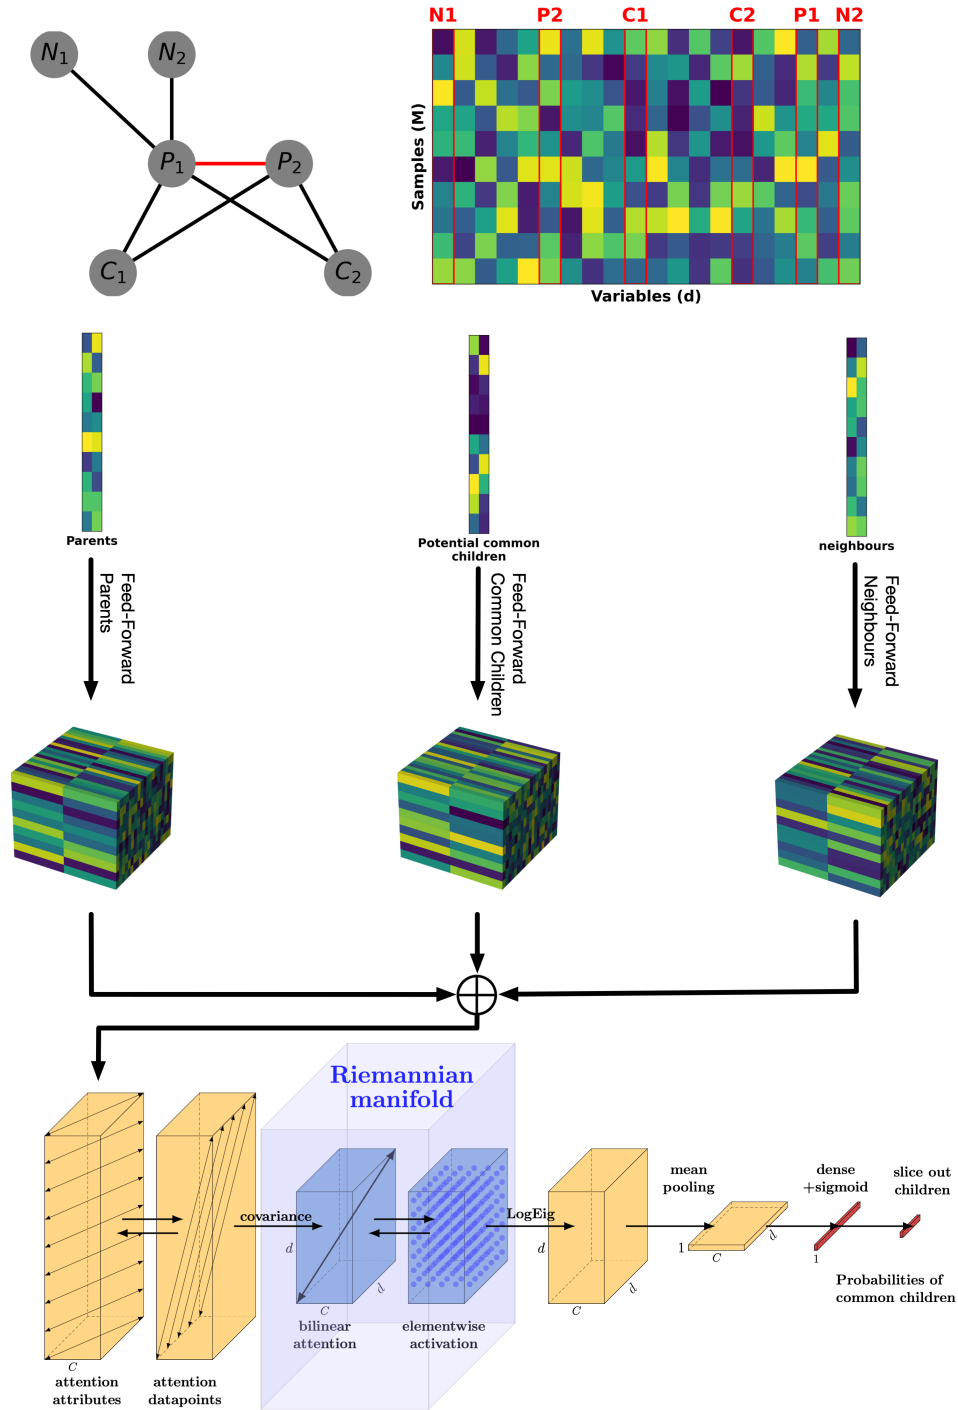 N1 P2 C1 C2 P1 N2
N₁ N₂
P₁ P₂
C₁ C₂
Samples (M)
Variables (d)
Parents
Potential common
children
neighbours
Feed-Forward
Parents
Feed-Forward
Common Children
Feed-Forward
Neighbours
Riemannian
manifold
covariance
LogEig
mean
pooling
dense
+sigmoid
slice out
children
d
C
d
d
C
d
1
C
d
1
Probabilities of
common children
bilinear
attention
elementwise
activation
C
attention
attributes
attention
datapoints